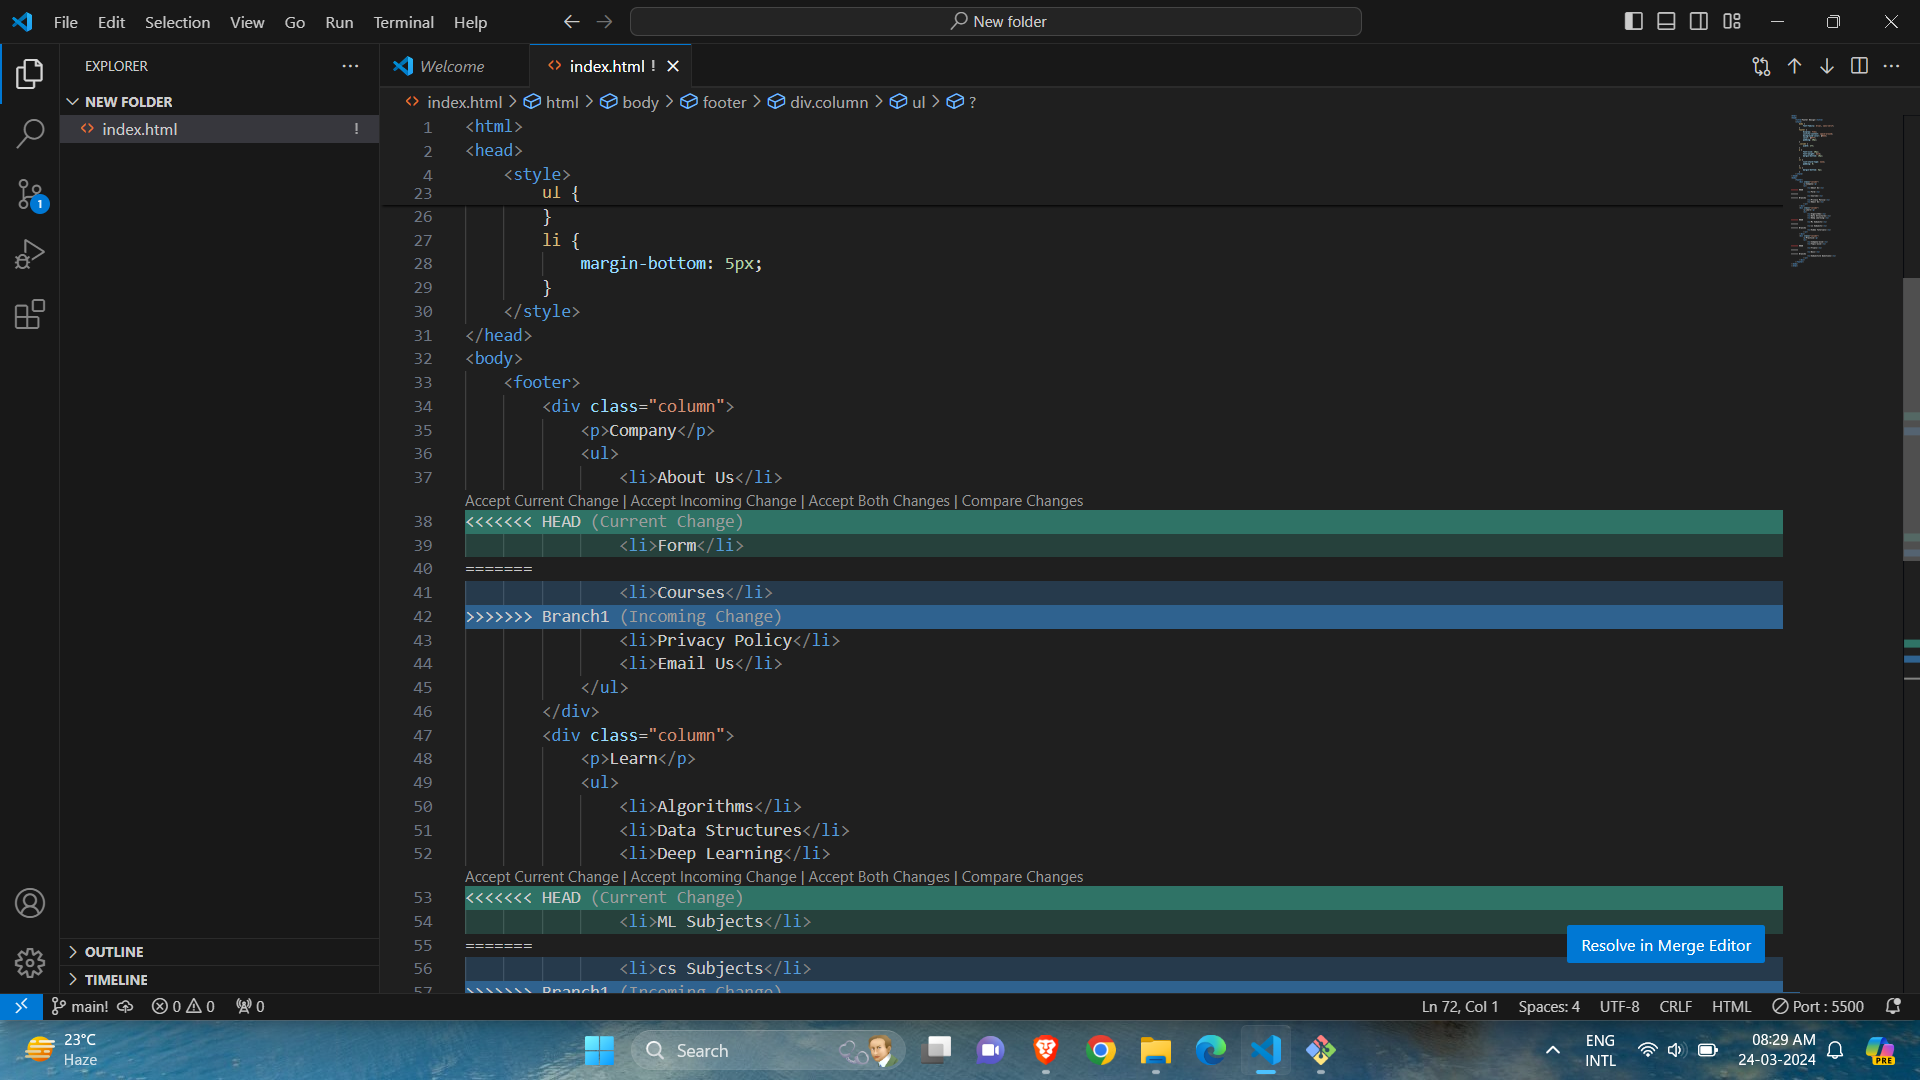 File Edit Selection View Go Run Terminal Help
New folder
EXPLORER
Welcome
index.html !
NEW FOLDER
index.html !
index.html > html > body > footer > div.column > ul > ?
1 <html>
2 <head>
4 <style>
23 ul {
26 }
27 li {
28 margin-bottom: 5px;
29 }
30 </style>
31 </head>
32 <body>
33 <footer>
34 <div class="column">
35 <p>Company</p>
36 <ul>
37 <li>About Us</li>
Accept Current Change | Accept Incoming Change | Accept Both Changes | Compare Changes
38 <<<<<<< HEAD (Current Change)
39 <li>Form</li>
40 =======
41 <li>Courses</li>
42 >>>>>>> Branch1 (Incoming Change)
43 <li>Privacy Policy</li>
44 <li>Email Us</li>
45 </ul>
46 </div>
47 <div class="column">
48 <p>Learn</p>
49 <ul>
50 <li>Algorithms</li>
51 <li>Data Structures</li>
52 <li>Deep Learning</li>
Accept Current Change | Accept Incoming Change | Accept Both Changes | Compare Changes
53 <<<<<<< HEAD (Current Change)
54 <li>ML Subjects</li>
55 =======
56 <li>cs Subjects</li>
57 >>>>>>> Branch1 (Incoming Change)
Resolve in Merge Editor
1
OUTLINE
TIMELINE
main! 0 0 0
Ln 72, Col 1 Spaces: 4 UTF-8 CRLF HTML Port : 5500
23°C
Haze
Search
ENG
INTL
08:29 AM
24-03-2024
PRE